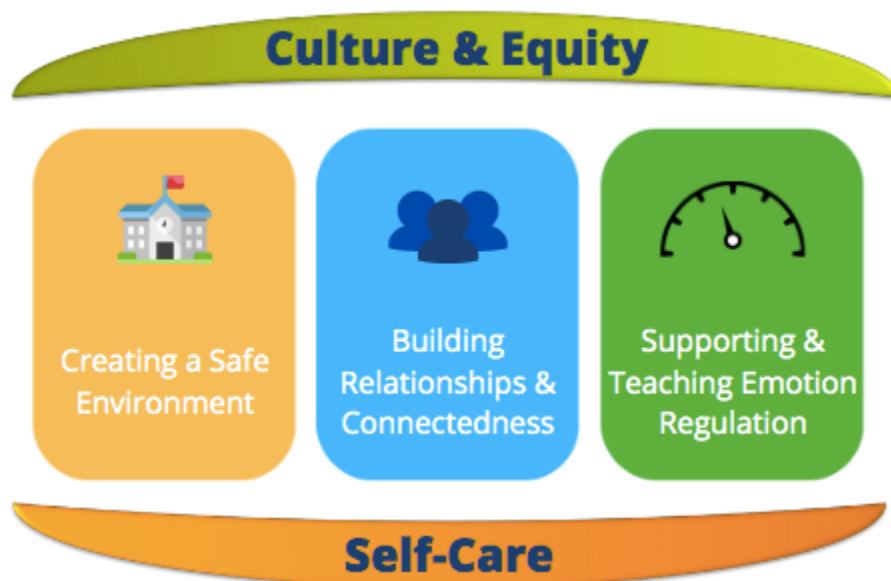 Culture & Equity
Creating a Safe
Environment
Building
Relationships &
Connectedness
Supporting &
Teaching Emotion
Regulation
Self-Care